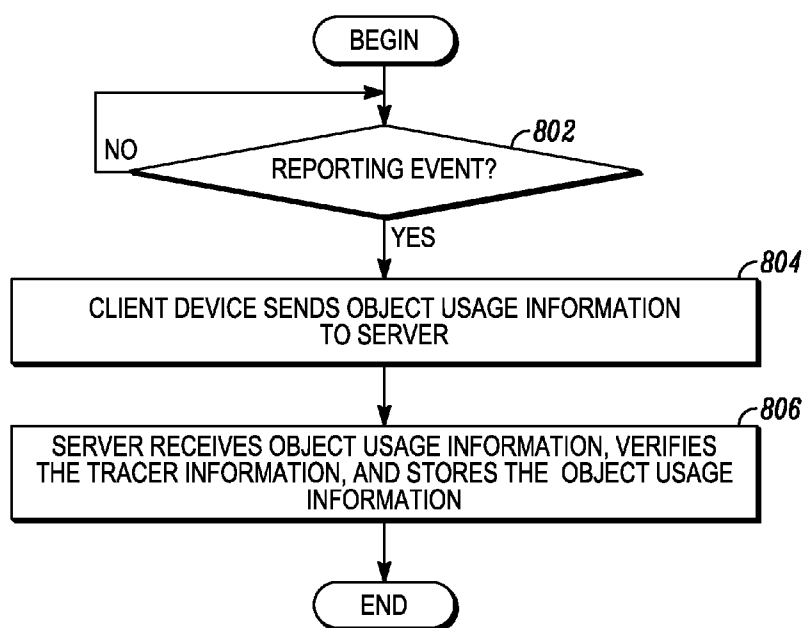 BEGIN
802
NO
REPORTING EVENT?
YES
804
CLIENT DEVICE SENDS OBJECT USAGE INFORMATION
TO SERVER
806
SERVER RECEIVES OBJECT USAGE INFORMATION, VERIFIES
THE TRACER INFORMATION, AND STORES THE OBJECT USAGE
INFORMATION
END